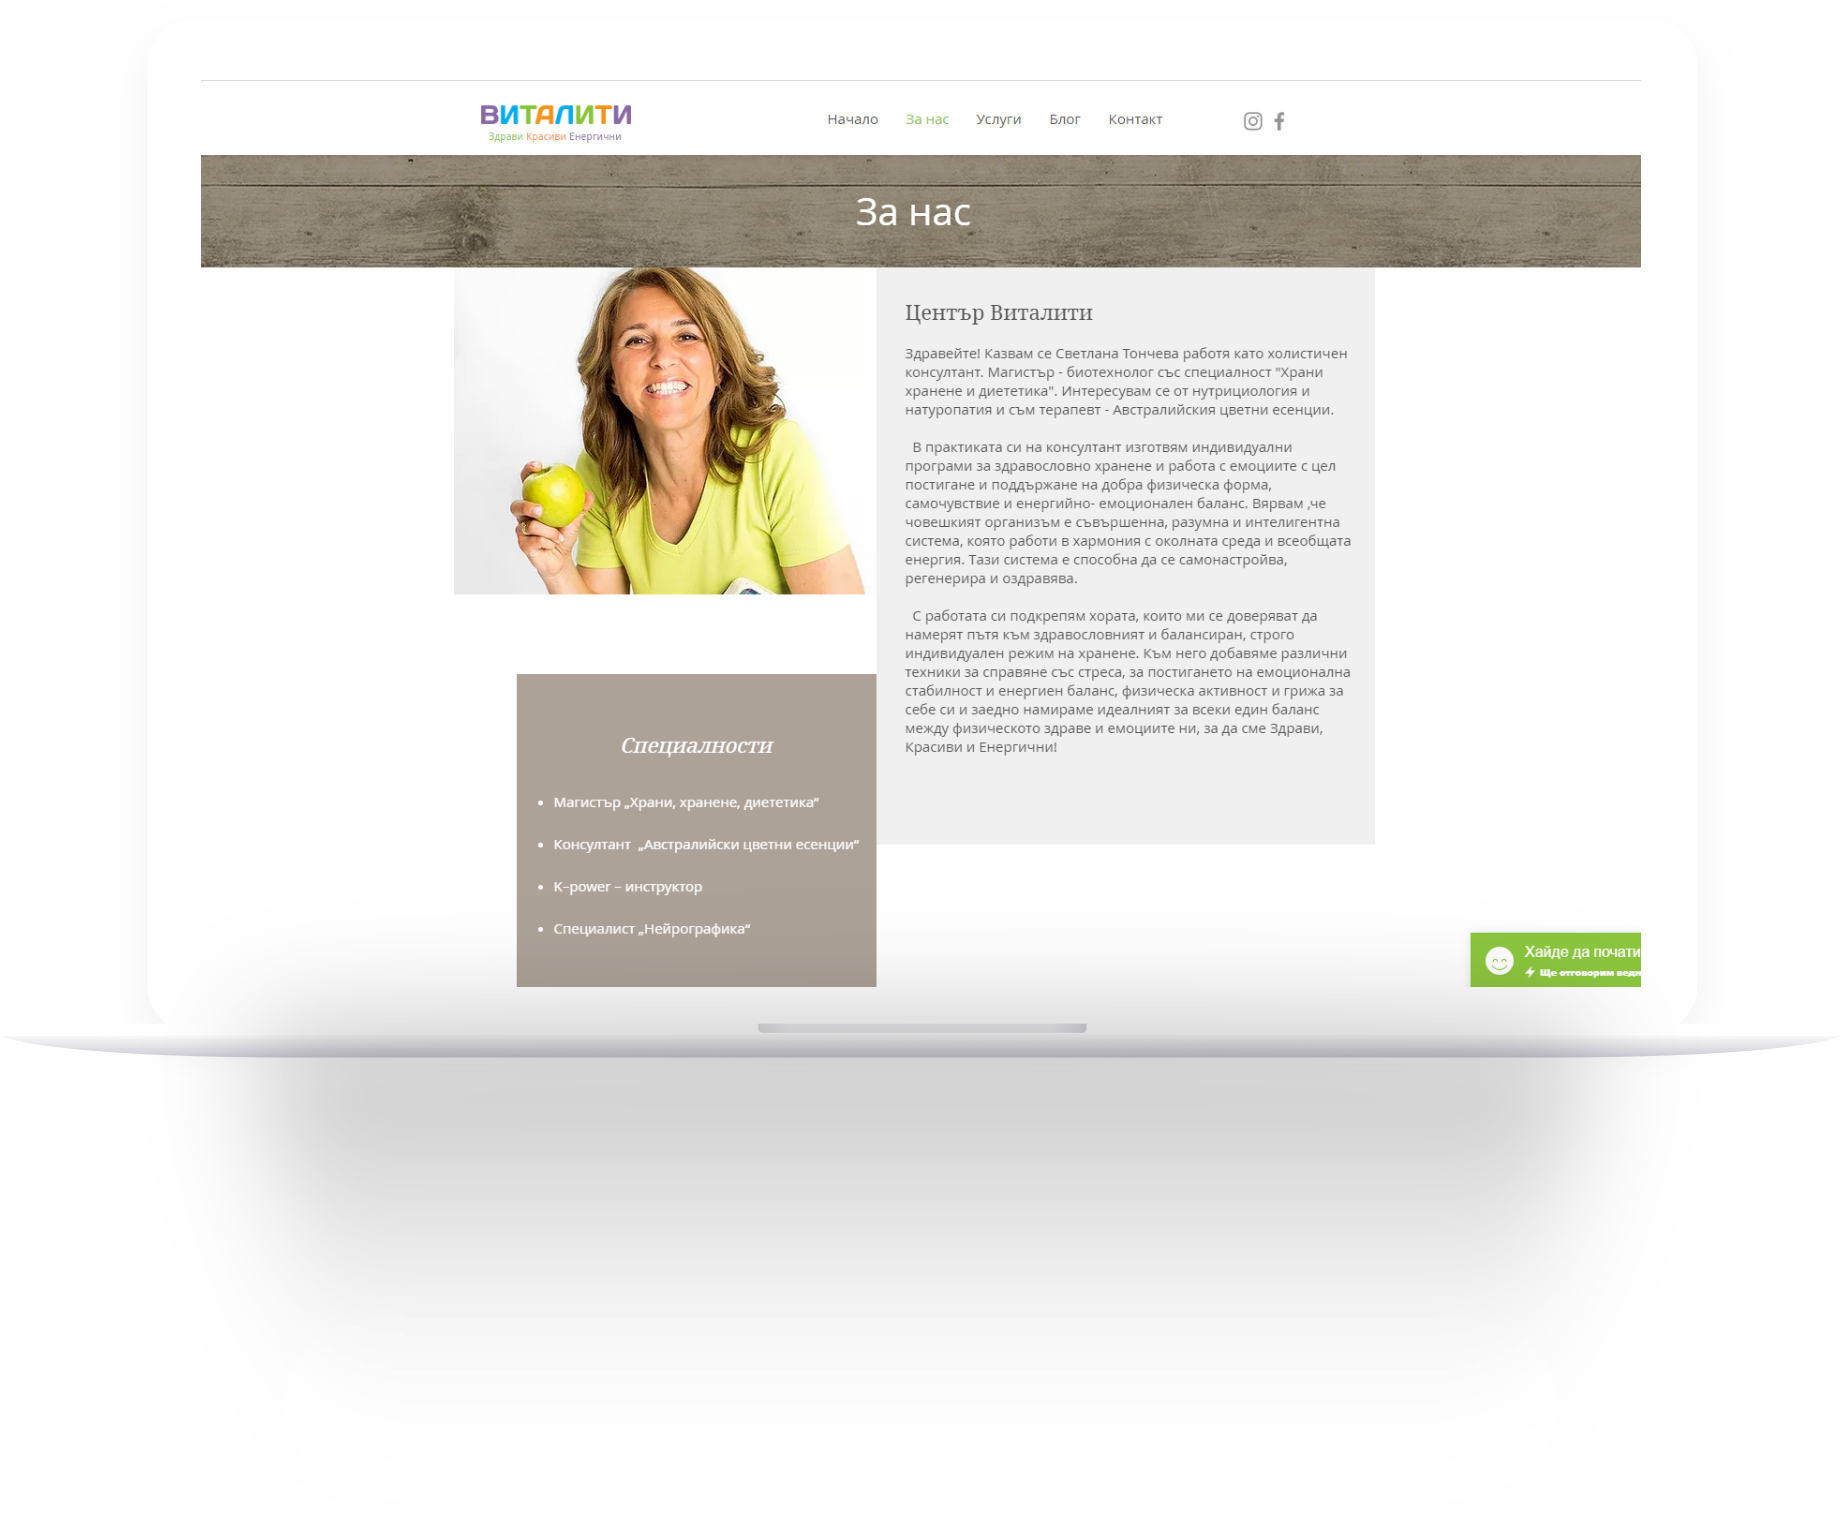 ВИТАЛИТИ
Здрави Красиви Енергични
Начало За нас Услуги Блог Контакт
За нас
Център Виталити
Здравейте! Казвам се Светлана Тончева работя като холистичен
консултант. Магистър - биотехнолог със специалност "Храни
хранене и диететика". Интересувам се от нутрициология и
натуропатия и съм терапевт - Австралийския цветни есенции.
В практиката си на консултант изготвям индивидуални
програми за здравословно хранене и работа с емоциите с цел
постигане и поддържане на добра физическа форма,
самочувствие и енергийно- емоционален баланс. Вярвам ,че
човешкият организъм е съвършенна, разумна и интелигентна
система, която работи в хармония с околната среда и всеобщата
енергия. Тази система е способна да се самонастройва,
регенерира и оздравява.
С работата си подкрепям хората, които ми се доверяват да
намерят пътя към здравословният и балансиран, строго
индивидуален режим на хранене. Към него добавяме различни
техники за справяне със стреса, за постигането на емоционална
стабилност и енергиен баланс, физическа активност и грижа за
себе си и заедно намираме идеалният за всеки един баланс
между физическото здраве и емоциите ни, за да сме Здрави,
Красиви и Енергични!
Специалности
• Магистър „Храни, хранене, диететика“
• Консултант „Австралийски цветни есенции“
• К–power – инструктор
• Специалист „Нейрографика“
Хайде да почати
Ще отговорим ведн